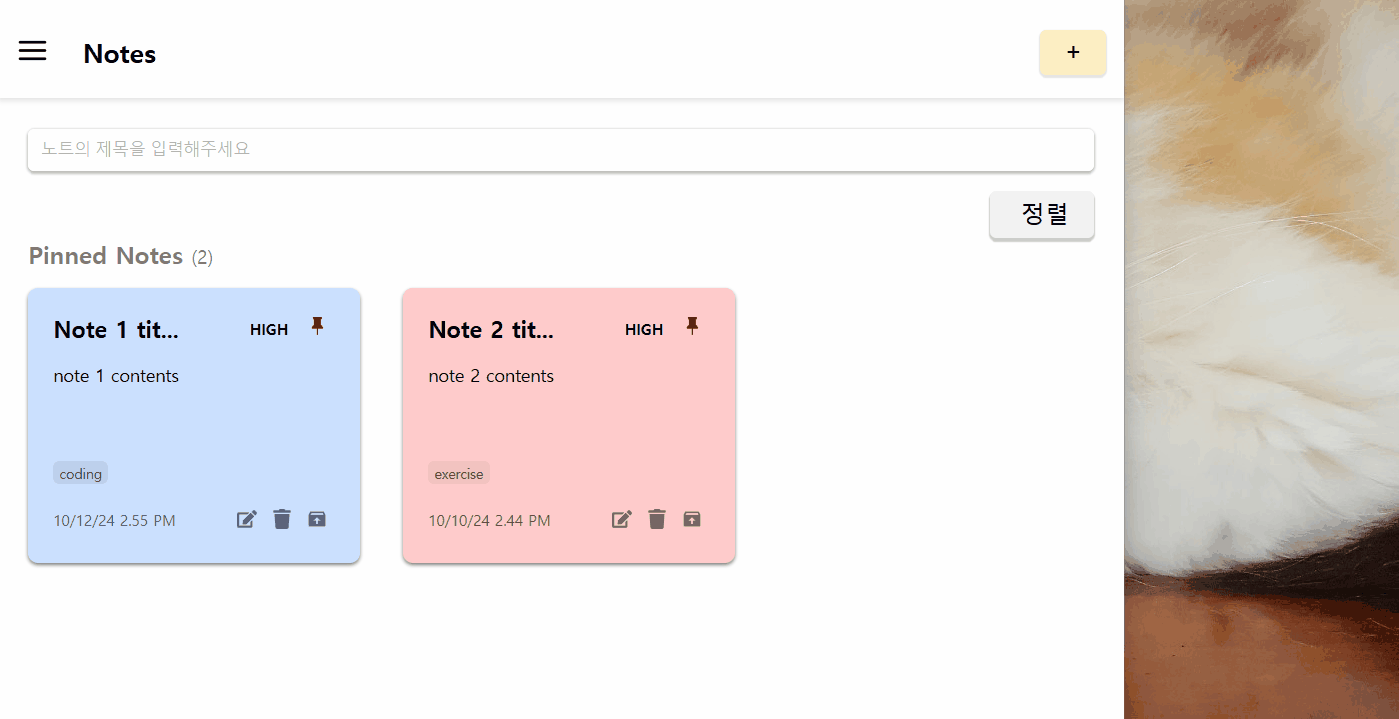 Notes
+
노트의 제목을 입력해주세요
정렬
Pinned Notes (2)
Note 1 tit... HIGH
note 1 contents
coding
10/12/24 2.55 PM
Note 2 tit... HIGH
note 2 contents
exercise
10/10/24 2.44 PM